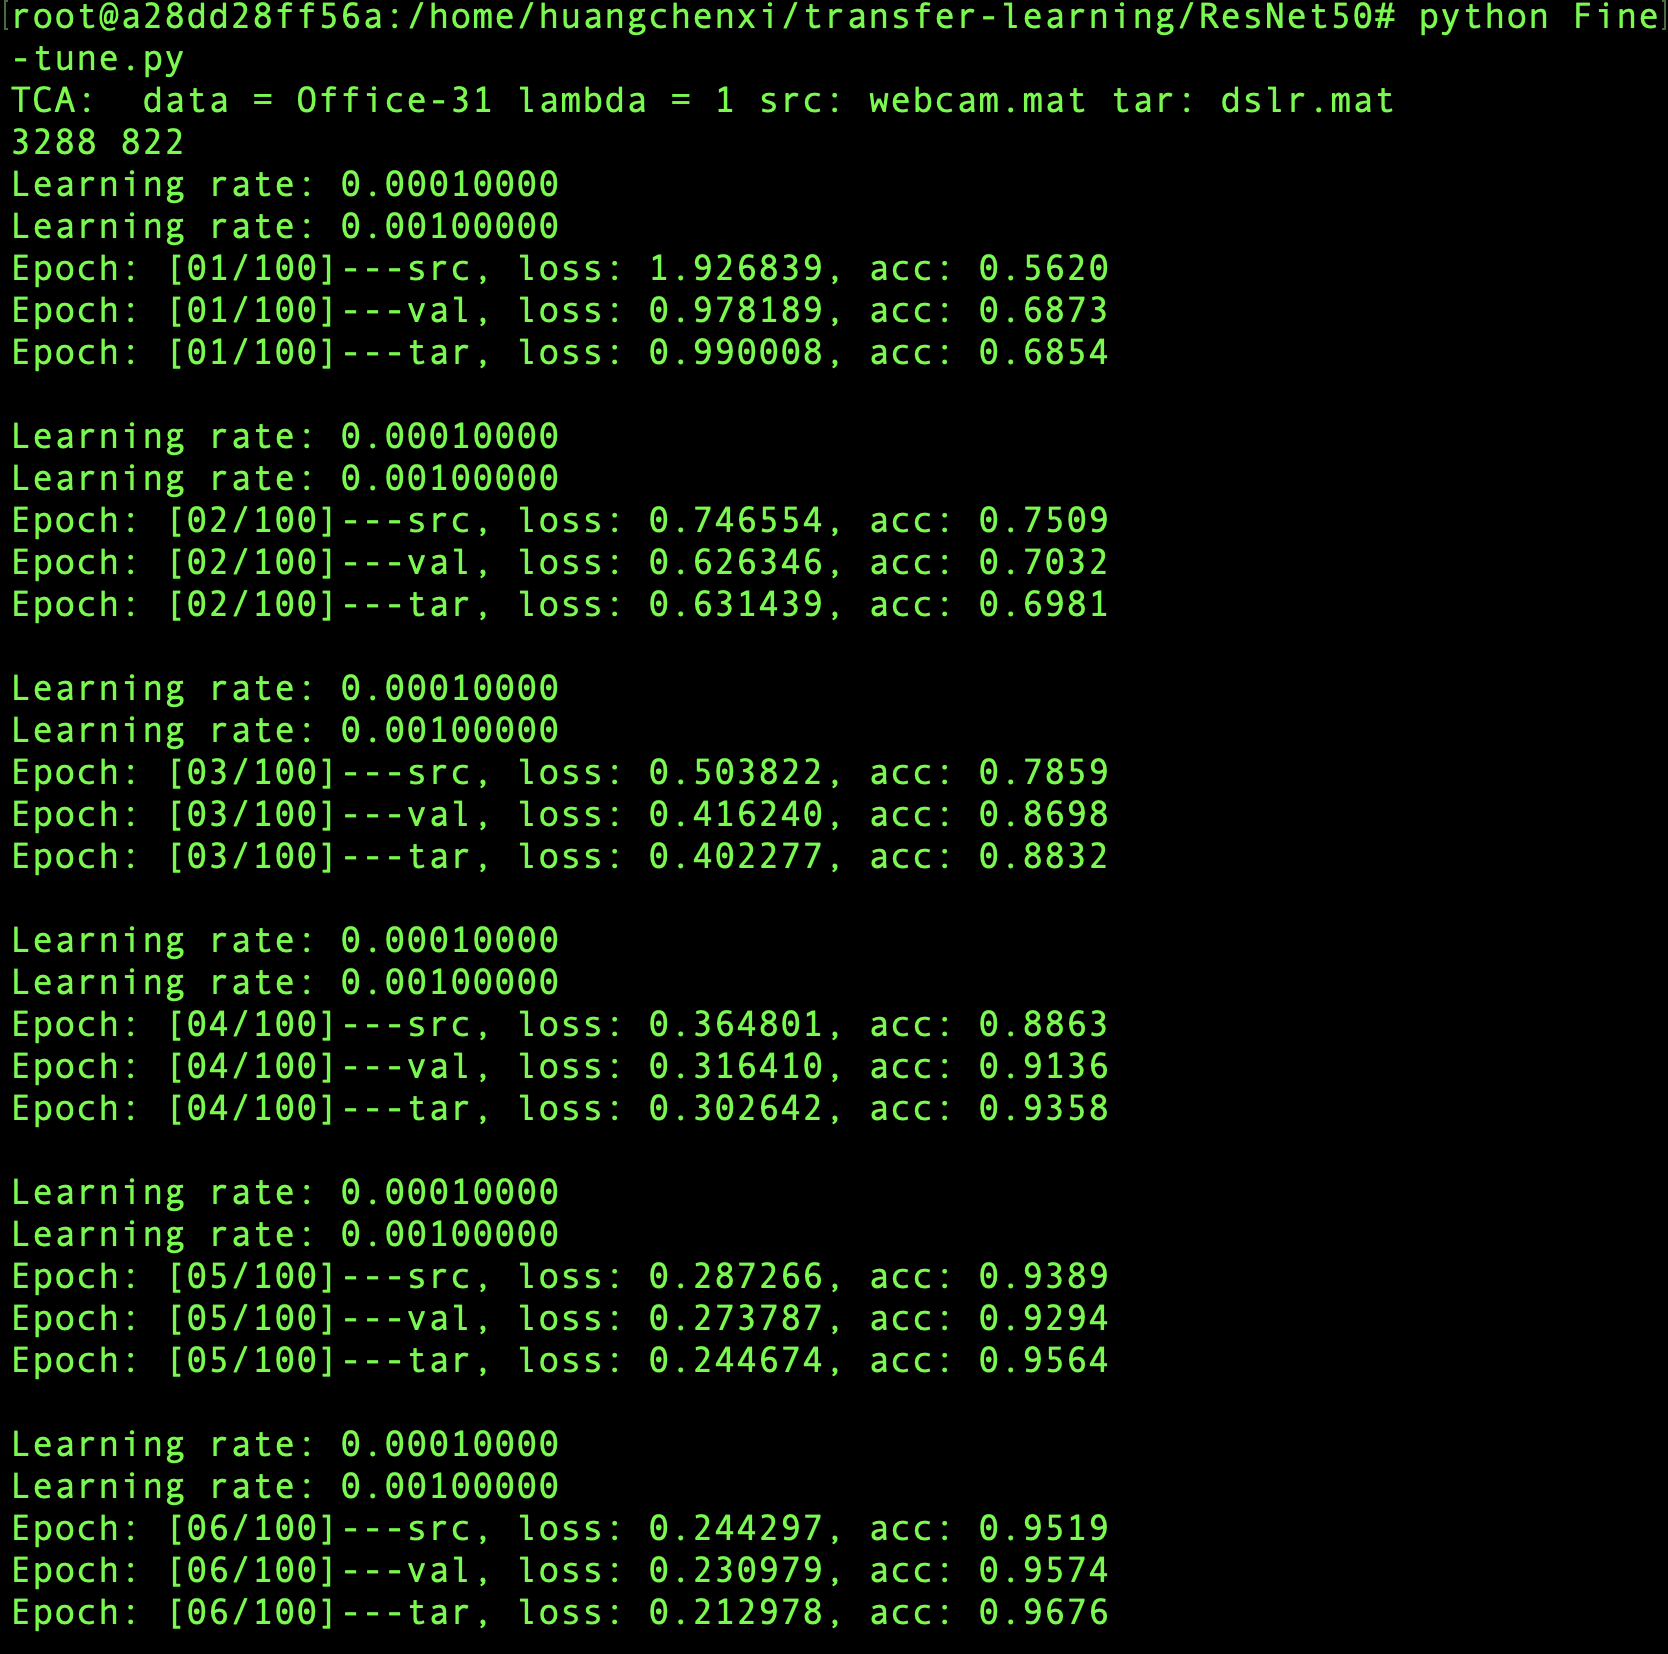 [root@a28dd28ff56a:/home/huangchenxi/transfer-learning/ResNet50# python Fine]
-tune.py
TCA:  data = Office-31 lambda = 1 src: webcam.mat tar: dslr.mat
3288 822
Learning rate: 0.00010000
Learning rate: 0.00100000
Epoch: [01/100]---src, loss: 1.926839, acc: 0.5620
Epoch: [01/100]---val, loss: 0.978189, acc: 0.6873
Epoch: [01/100]---tar, loss: 0.990008, acc: 0.6854
Learning rate: 0.00010000
Learning rate: 0.00100000
Epoch: [02/100]---src, loss: 0.746554, acc: 0.7509
Epoch: [02/100]---val, loss: 0.626346, acc: 0.7032
Epoch: [02/100]---tar, loss: 0.631439, acc: 0.6981
Learning rate: 0.00010000
Learning rate: 0.00100000
Epoch: [03/100]---src, loss: 0.503822, acc: 0.7859
Epoch: [03/100]---val, loss: 0.416240, acc: 0.8698
Epoch: [03/100]---tar, loss: 0.402277, acc: 0.8832
Learning rate: 0.00010000
Learning rate: 0.00100000
Epoch: [04/100]---src, loss: 0.364801, acc: 0.8863
Epoch: [04/100]---val, loss: 0.316410, acc: 0.9136
Epoch: [04/100]---tar, loss: 0.302642, acc: 0.9358
Learning rate: 0.00010000
Learning rate: 0.00100000
Epoch: [05/100]---src, loss: 0.287266, acc: 0.9389
Epoch: [05/100]---val, loss: 0.273787, acc: 0.9294
Epoch: [05/100]---tar, loss: 0.244674, acc: 0.9564
Learning rate: 0.00010000
Learning rate: 0.00100000
Epoch: [06/100]---src, loss: 0.244297, acc: 0.9519
Epoch: [06/100]---val, loss: 0.230979, acc: 0.9574
Epoch: [06/100]---tar, loss: 0.212978, acc: 0.9676